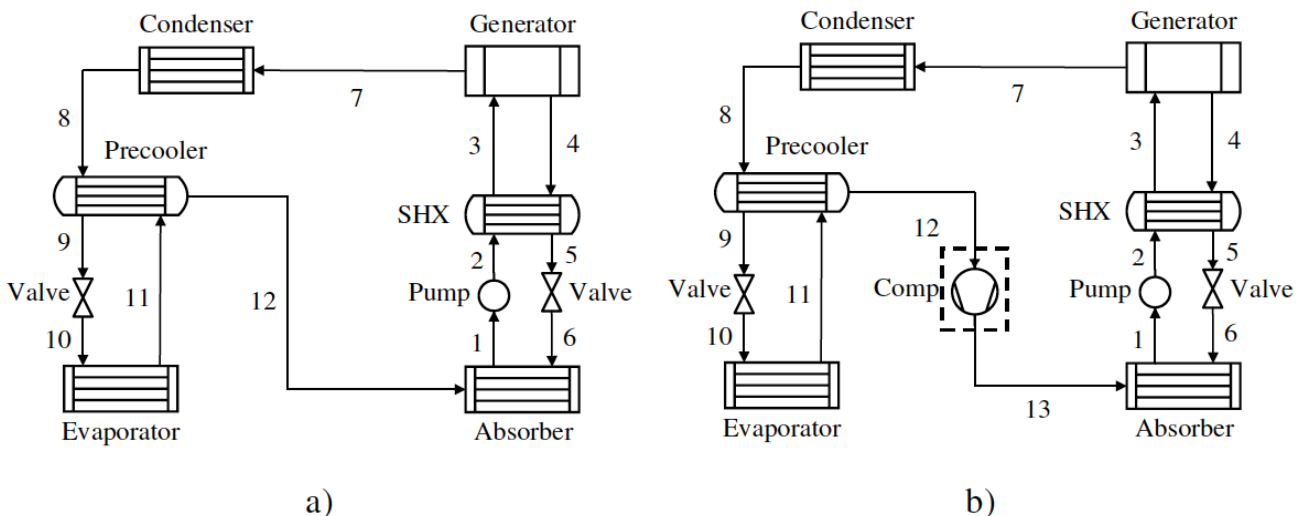 Condenser
Generator
7
8
3
4
Precooler
SHX
9
2
5
Valve
11
12
Pump
Valve
10
1
6
Evaporator
Absorber
a)
Condenser
Generator
7
8
3
4
Precooler
SHX
9
12
2
5
Valve
11
Comp
Pump
Valve
10
1
6
13
Evaporator
Absorber
b)